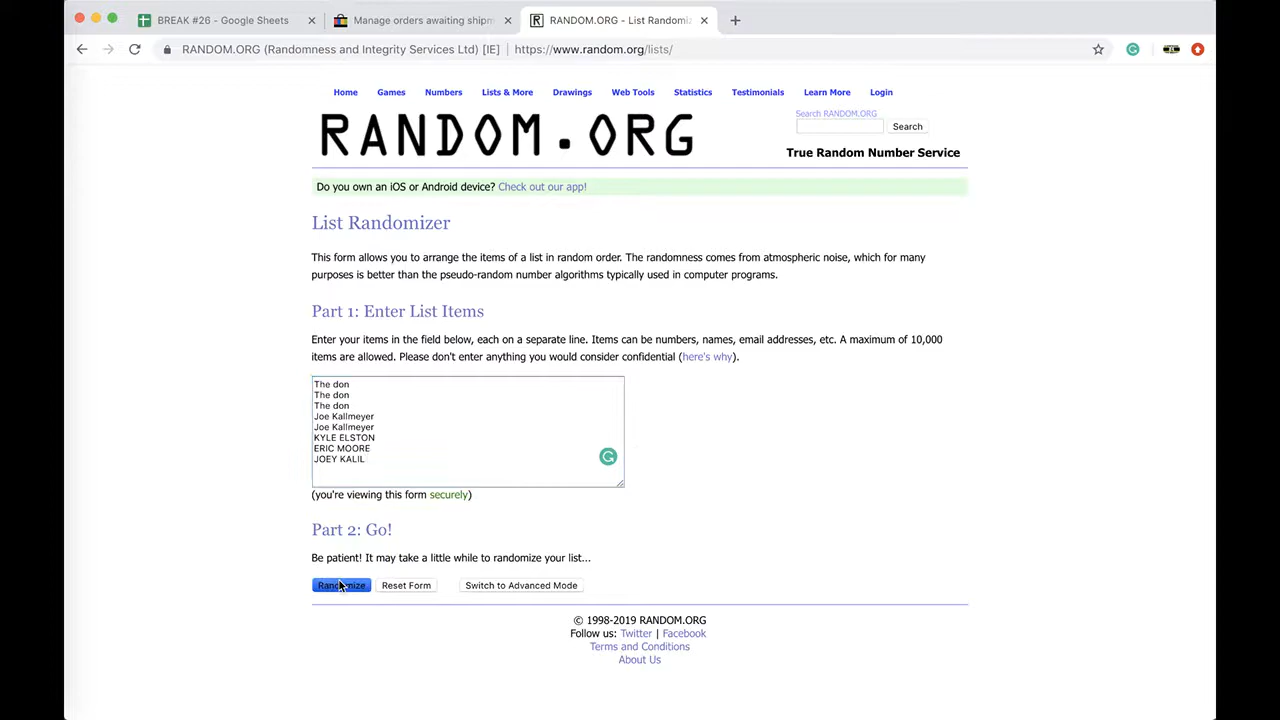 BREAK #26 - Google Sheets
Manage orders awaiting shipm
RANDOM.ORG - List Randomiz
RANDOM.ORG (Randomness and Integrity Services Ltd) [IE] | https://www.random.org/lists/
Home Games Numbers Lists & More Drawings Web Tools Statistics Testimonials Learn More Login
RANDOM.ORG
Search RANDOM.ORG
Search
True Random Number Service
Do you own an iOS or Android device? Check out our app!
List Randomizer
This form allows you to arrange the items of a list in random order. The randomness comes from atmospheric noise, which for many
purposes is better than the pseudo-random number algorithms typically used in computer programs.
Part 1: Enter List Items
Enter your items in the field below, each on a separate line. Items can be numbers, names, email addresses, etc. A maximum of 10,000
items are allowed. Please don't enter anything you would consider confidential (here's why).
The don
The don
The don
Joe Kallmeyer
Joe Kallmeyer
KYLE ELSTON
ERIC MOORE
JOEY KALIL
(you're viewing this form securely)
Part 2: Go!
Be patient! It may take a little while to randomize your list...
Randomize Reset Form Switch to Advanced Mode
© 1998-2019 RANDOM.ORG
Follow us: Twitter | Facebook
Terms and Conditions
About Us